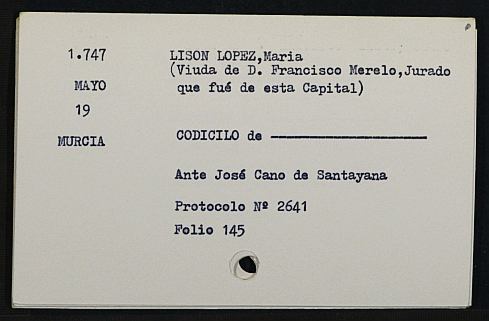 1.747
MAYO
19
MURCIA
LISON LOPEZ,Maria
(Viuda de D. Francisco Merelo,Jurado
que fué de esta Capital)
CODICILO de ————————
Ante José Cano de Santayana
Protocolo Nº 2641
Folio 145